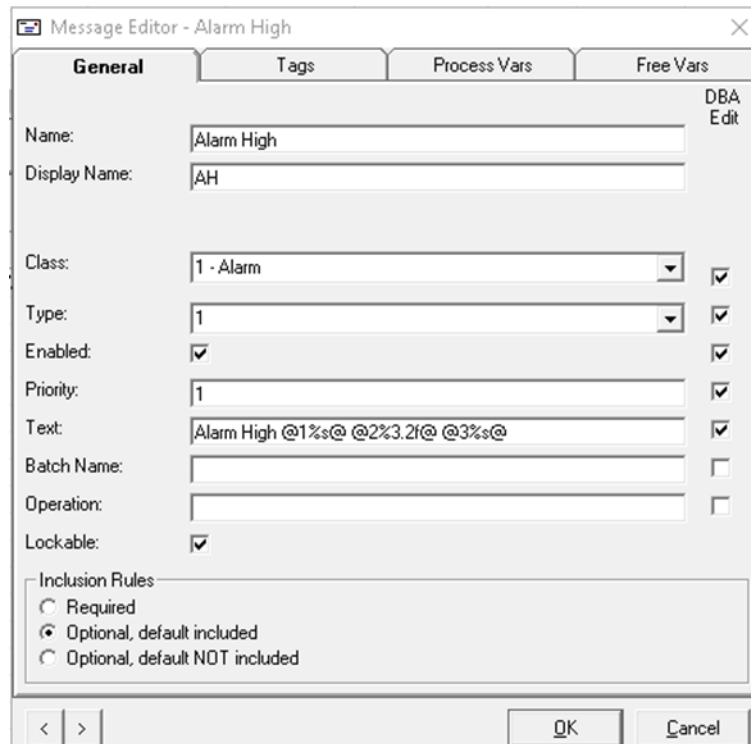 Message Editor - Alarm High
General Tags Process Vars Free Vars
DBA
Edit
Name: Alarm High
Display Name: AH
Class: 1 - Alarm
Type: 1
Enabled:
Priority: 1
Text: Alarm High @1%s@ @2%3.2f@ @3%s@
Batch Name:
Operation:
Lockable:
Inclusion Rules
Required
Optional, default included
Optional, default NOT included
< > OK Cancel